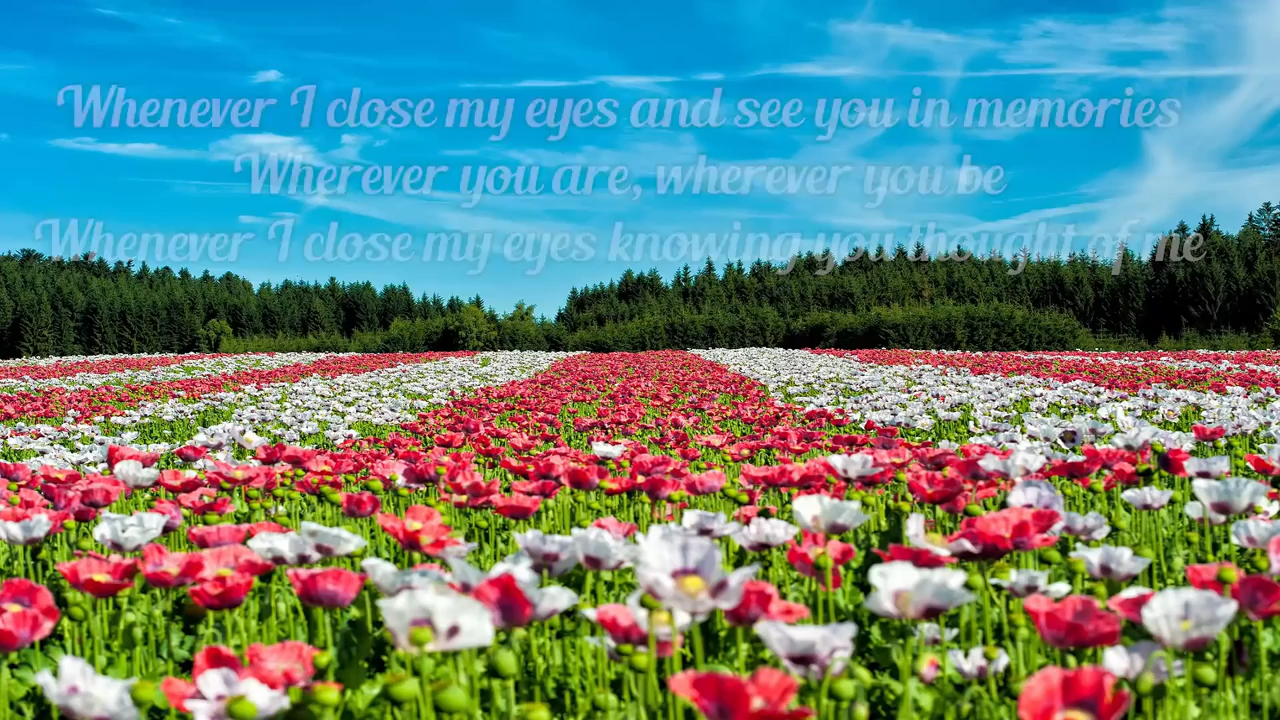 Whenever I close my eyes and see you in memories
Wherever you are, wherever you be
Whenever I close my eyes knowing you thought of me